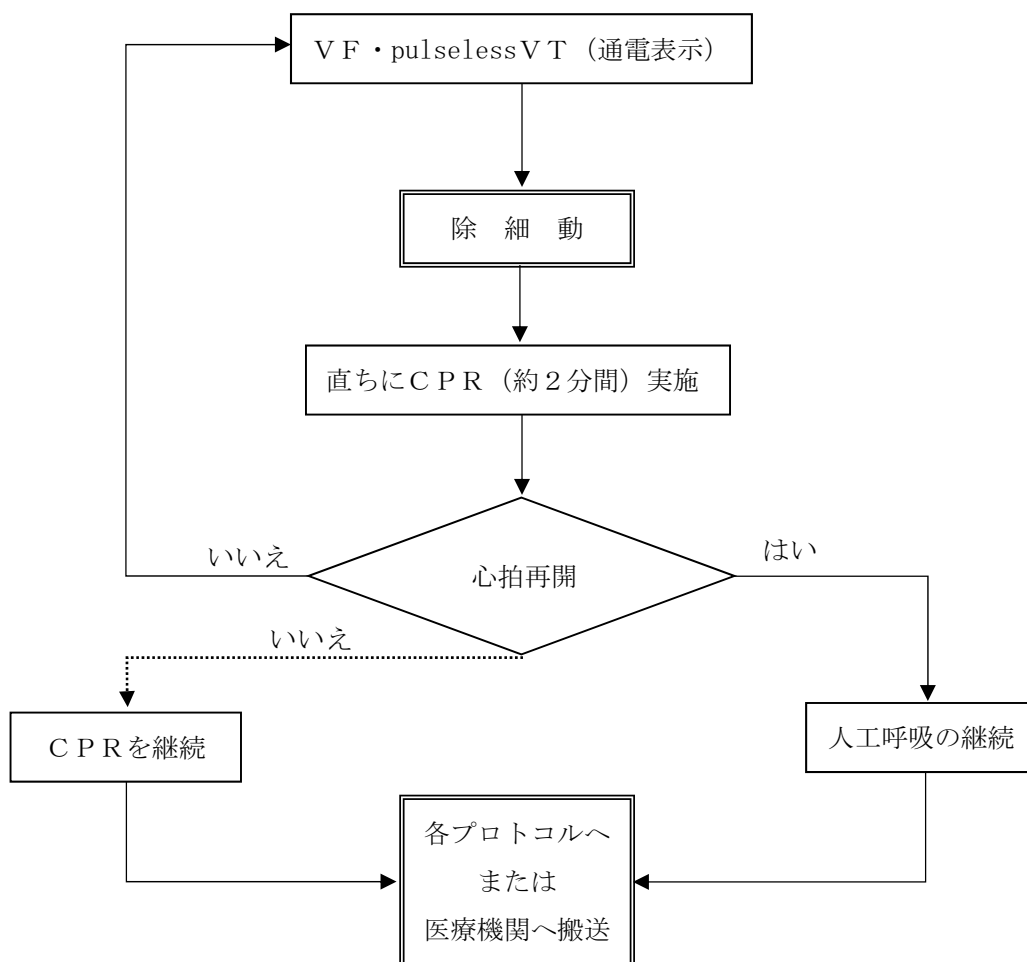 ＶＦ・pulselessＶＴ（通電表示）
除　細　動
直ちにＣＰＲ（約２分間）実施
いいえ
はい
心拍再開
いいえ
ＣＰＲを継続
人工呼吸の継続
各プロトコルへ
または
医療機関へ搬送